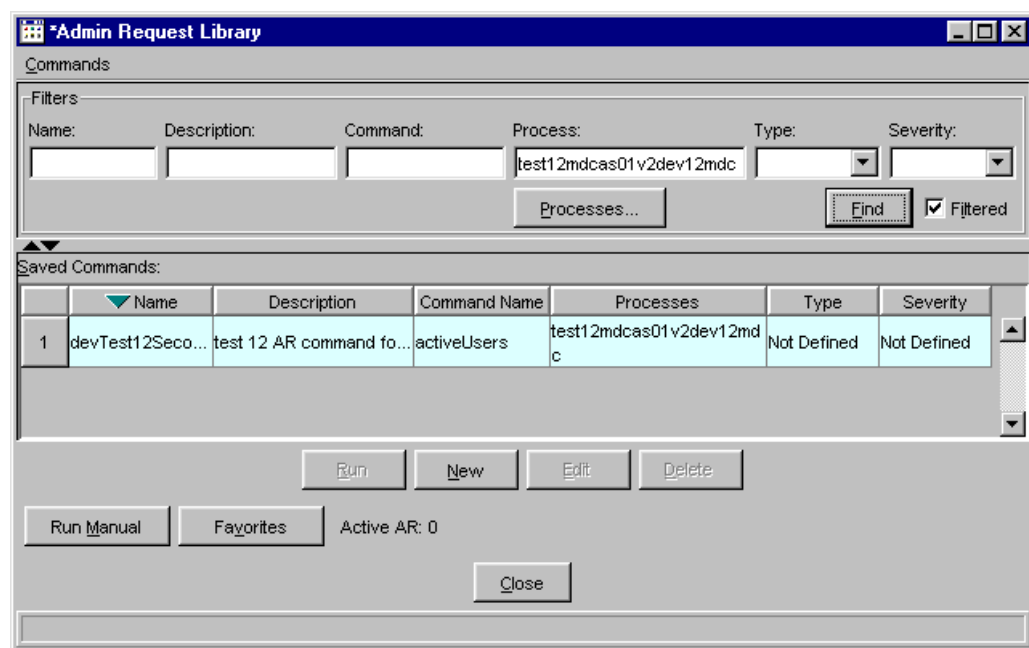 *Admin Request Library
Commands
Filters
Name: Description: Command: Process: Type: Severity:
test12mdcas01v2dev12mdc
Processes... Find Filtered
Saved Commands:
Name Description Command Name Processes Type Severity
1 devTest12Seco... test 12 AR command fo... activeUsers test12mdcas01v2dev12md Not Defined Not Defined
c
Run New Edit Delete
Run Manual Favorites Active AR: 0
Close